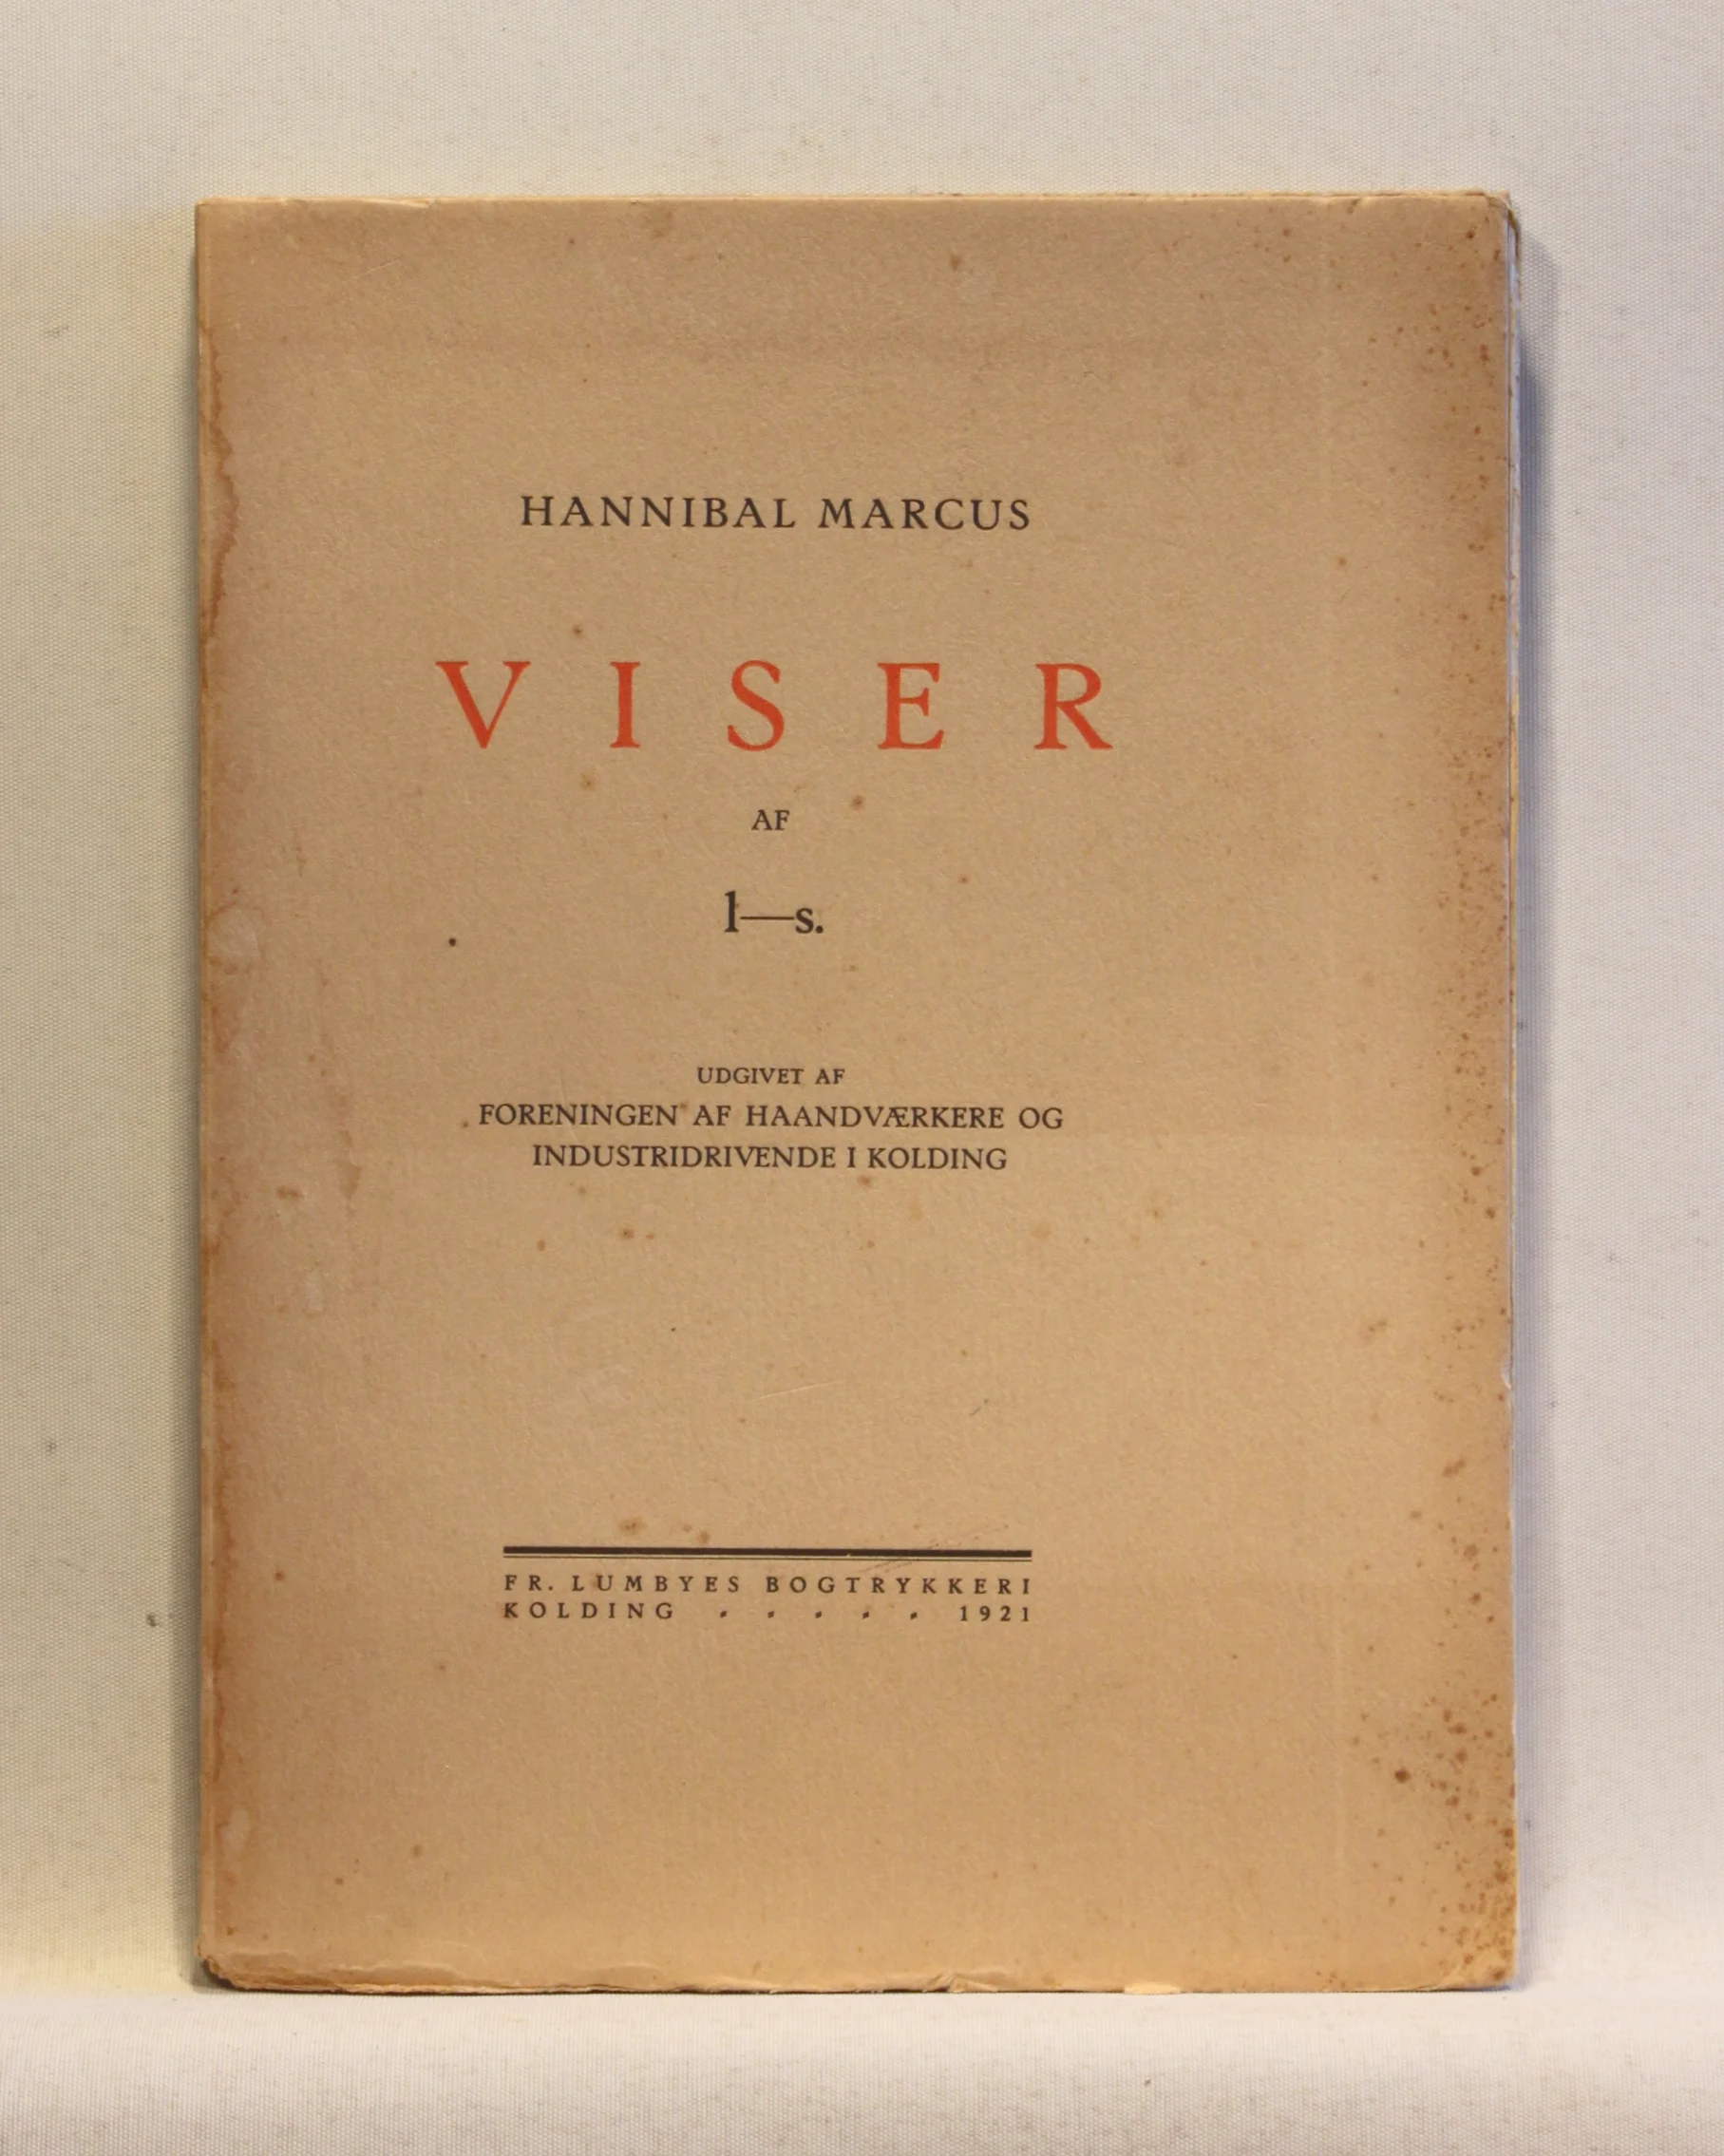 HANNIBAL MARCUS
VISER
AF
l—s.
UDGIVET AF
FORENINGEN AF HAANDVÆRKERE OG
INDUSTRIDRIVENDE I KOLDING
FR. LUMBYES BOGTRYKKERI
KOLDING . . . . . 1921